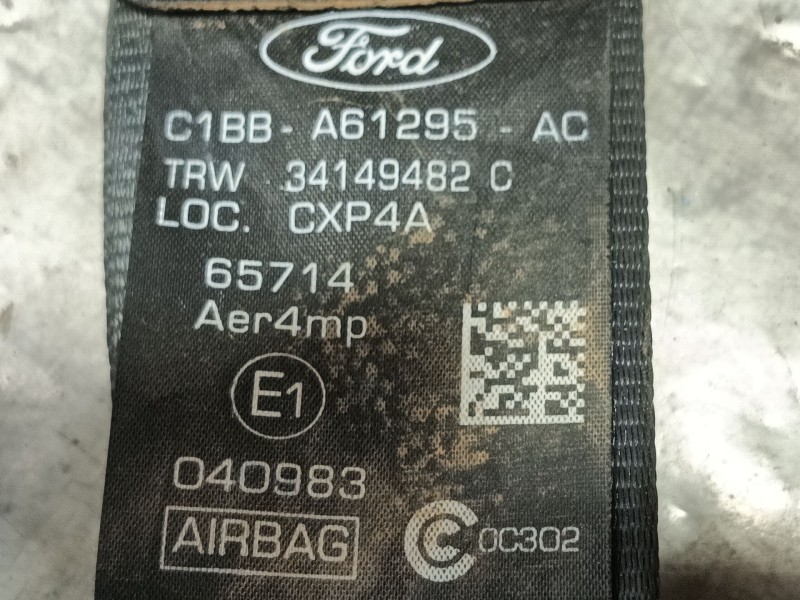 Ford
C1BB - A61295 - AC
TRW 34149482 C
LOC. CXP4A
65714
Aer4mp
E1
040983
AIRBAG CC 0C302